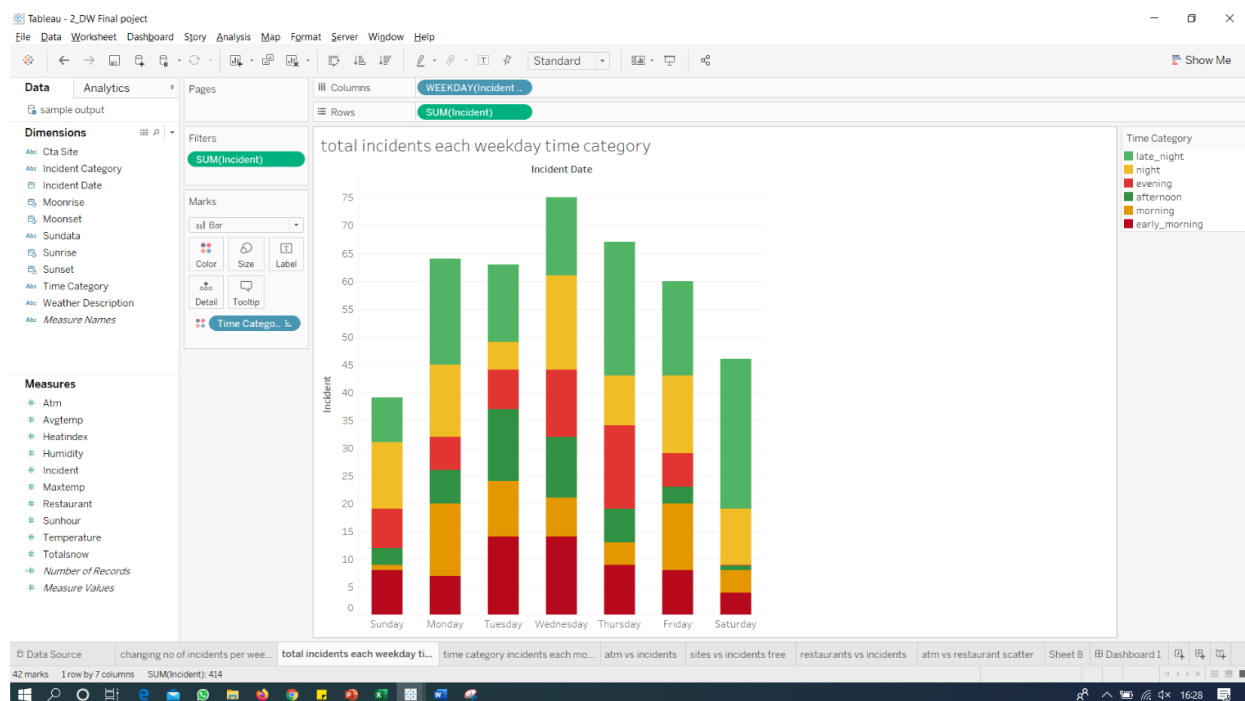 Tableau - 2_DW Final poject
File Data Worksheet Dashboard Story Analysis Map Format Server Window Help
Standard
Show Me
Data Analytics
sample output
Dimensions
Abc Cta Site
Abc Incident Category
Incident Date
Moonrise
Moonset
Abc Sundata
Sunrise
Sunset
Abc Time Category
Abc Weather Description
Abc Measure Names
Measures
# Atm
# Avgtemp
# Heatindex
# Humidity
# Incident
# Maxtemp
# Restaurant
# Sunhour
# Temperature
# Totalsnow
# Number of Records
# Measure Values
Pages
Filters
SUM(Incident)
Marks
Bar
Color Size Label
Detail Tooltip
Time Catego..
Columns WEEKDAY(Incident ..
Rows SUM(Incident)
total incidents each weekday time category
Incident Date
75
70
65
60
55
50
45
40
35
30
25
20
15
10
5
0
Incident
Sunday Monday Tuesday Wednesday Thursday Friday Saturday
Time Category
late_night
night
evening
afternoon
morning
early_morning
Data Source changing no of incidents per wee... total incidents each weekday ti... time category incidents each mo... atm vs incidents sites vs incidents tree restaurants vs incidents atm vs restaurant scatter Sheet 8 Dashboard 1
42 marks 1 row by 7 columns SUM(Incident): 414
16:28